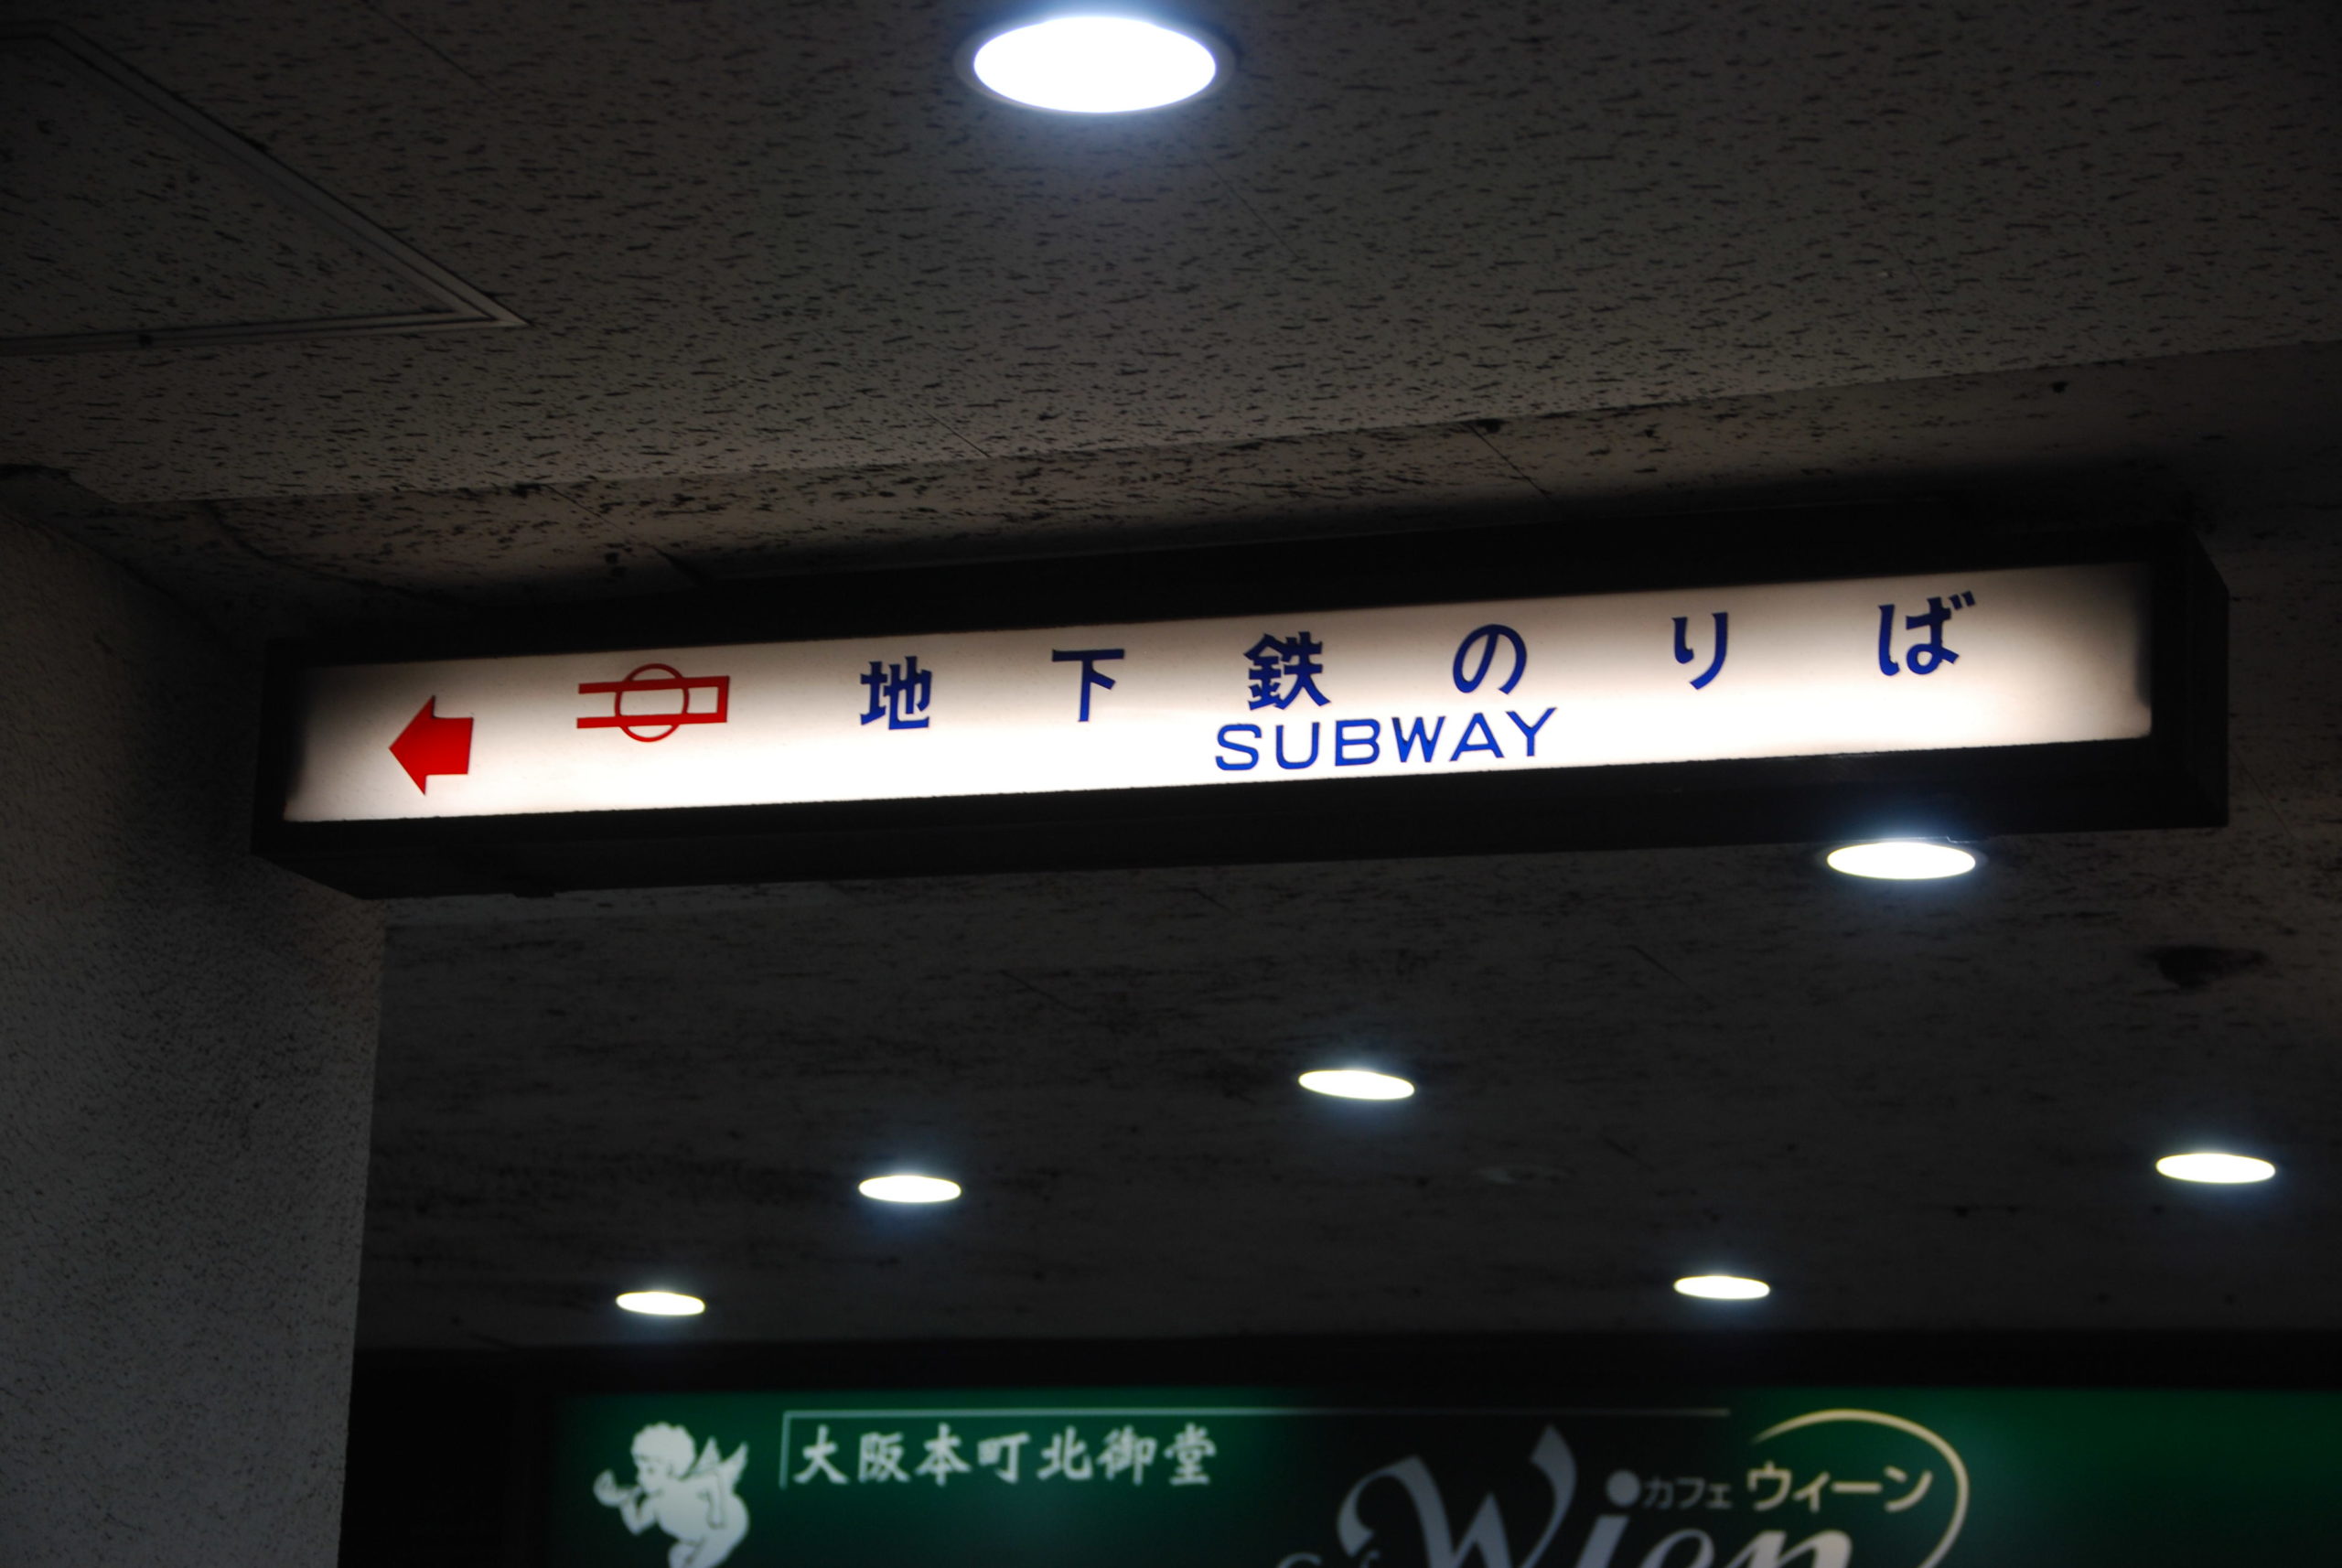 地下鉄のりば
SUBWAY
大阪本町北御堂
カフェ ウィーン
Wien